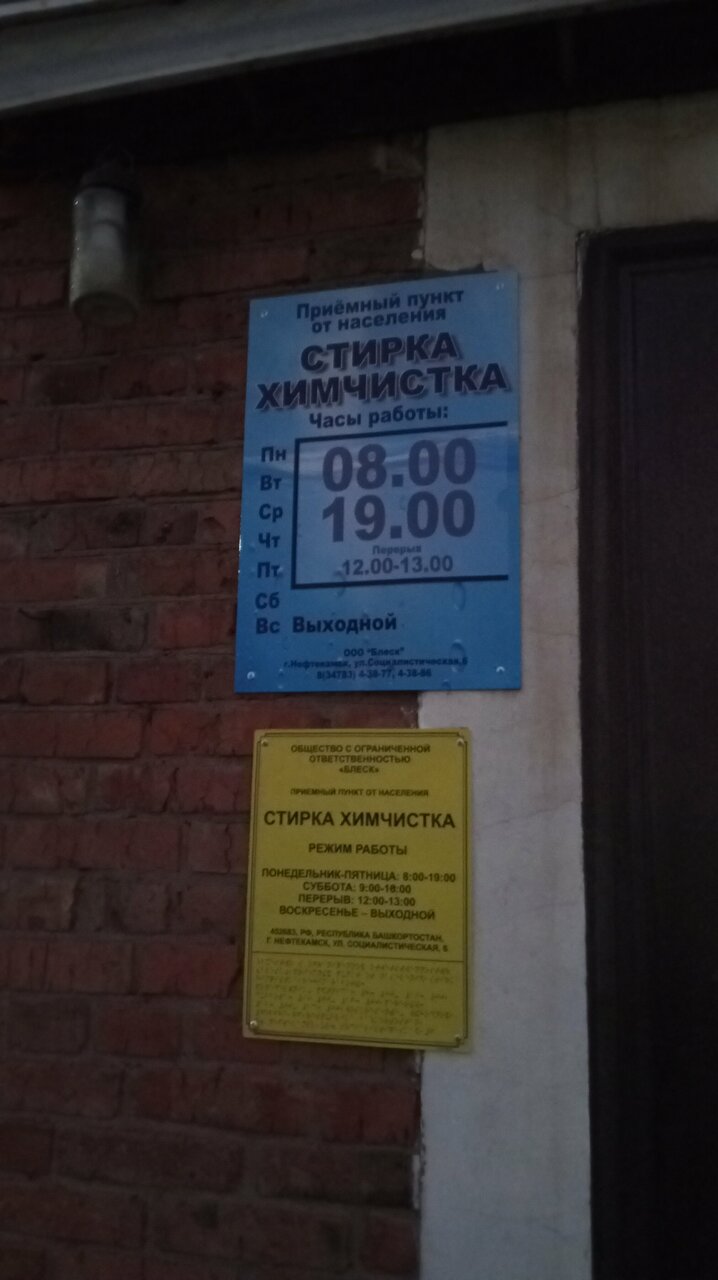 Приёмный пункт
от населения
СТИРКА
ХИМЧИСТКА
Часы работы:
Пн
Вт
Ср
Чт
Пт
08.00
19.00
Перерыв
12.00-13.00
Сб
Вс Выходной
ООО "Блеск"
г.Нефтекамск, ул.Социалистическая,6
8(34783) 4-38-77, 4-38-86
ОБЩЕСТВО С ОГРАНИЧЕННОЙ
ОТВЕТСТВЕННОСТЬЮ
«БЛЕСК»
ПРИЕМНЫЙ ПУНКТ ОТ НАСЕЛЕНИЯ
СТИРКА ХИМЧИСТКА
РЕЖИМ РАБОТЫ
ПОНЕДЕЛЬНИК-ПЯТНИЦА: 8:00-19:00
СУББОТА: 9:00-16:00
ПЕРЕРЫВ: 12:00-13:00
ВОСКРЕСЕНЬЕ – ВЫХОДНОЙ
452683, РФ, РЕСПУБЛИКА БАШКОРТОСТАН,
Г. НЕФТЕКАМСК, УЛ. СОЦИАЛИСТИЧЕСКАЯ, 6